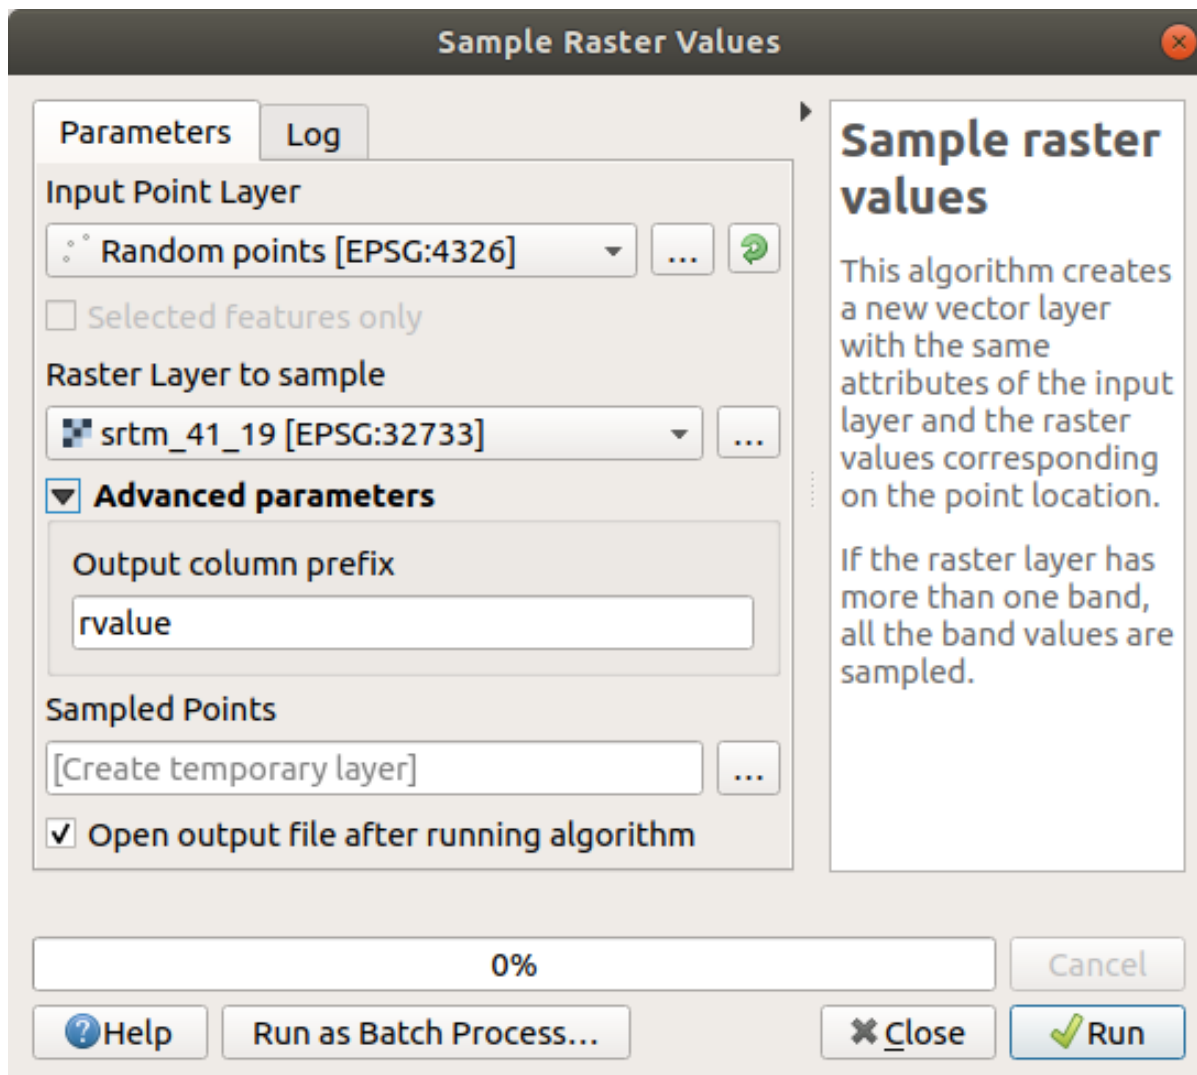 Sample Raster Values
Parameters
Log
Input Point Layer
Random points [EPSG:4326]
...
Selected features only
Raster Layer to sample
srtm_41_19 [EPSG:32733]
...
Advanced parameters
Output column prefix
rvalue
Sampled Points
[Create temporary layer]
...
Open output file after running algorithm
Sample raster
values
This algorithm creates
a new vector layer
with the same
attributes of the input
layer and the raster
values corresponding
on the point location.
If the raster layer has
more than one band,
all the band values are
sampled.
0%
Cancel
Help
Run as Batch Process...
Close
Run